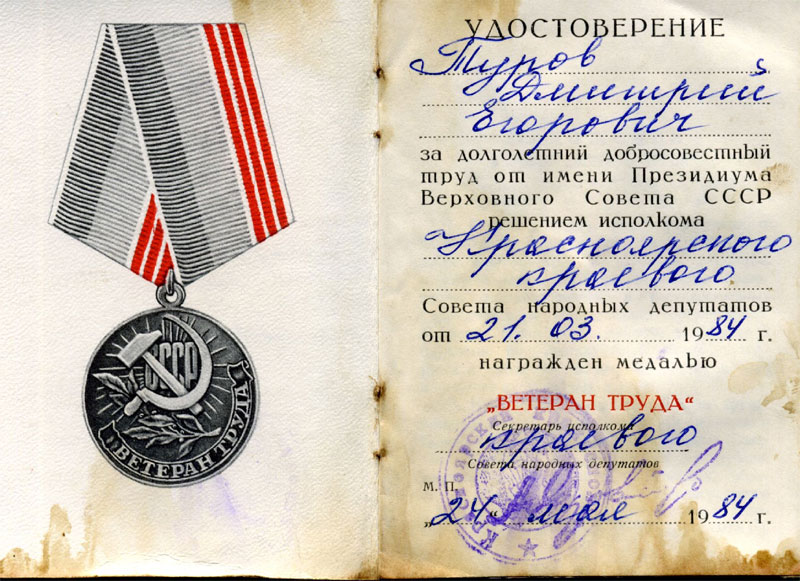 СССР
ВЕТЕРАН ТРУДА
УДОСТОВЕРЕНИЕ
Туров
Дмитрий
Егорович
за долголетний добросовестный
труд от имени Президиума
Верховного Совета СССР
решением исполкома
Красноярского
краевого
Совета народных депутатов
от 21.03. 1984 г.
награжден медалью
„ВЕТЕРАН ТРУДА“
Секретарь исполкома
краевого
Совета народных депутатов
М. П.
„24“ мая 1984 г.